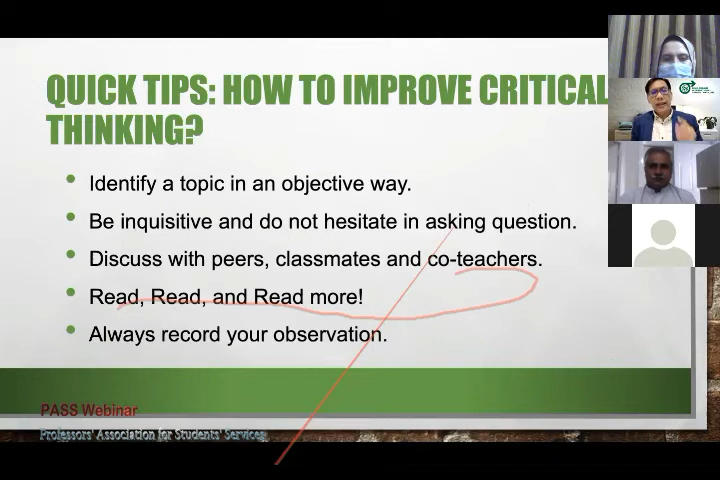 QUICK TIPS: HOW TO IMPROVE CRITICAL
THINKING?
Identify a topic in an objective way.
Be inquisitive and do not hesitate in asking question.
Discuss with peers, classmates and co-teachers.
Read, Read, and Read more!
Always record your observation.
PASS Webinar
Professors' Association for Students' Services